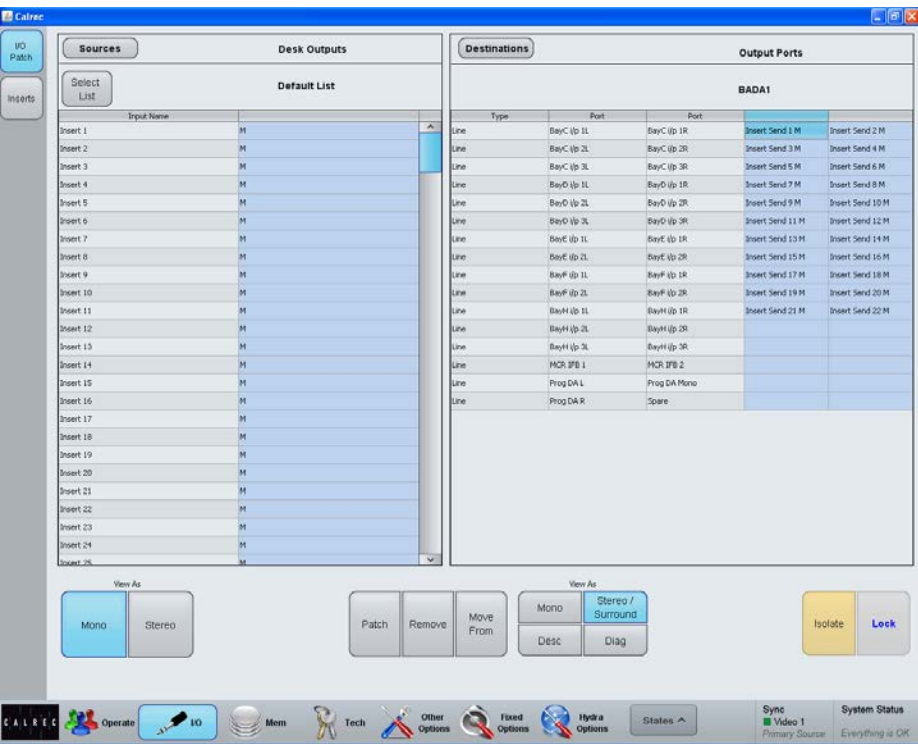 Calrec
I/O Patch
Inserts
Sources
Desk Outputs
Select List
Default List
Input Name
Insert 1 M
Insert 2 M
Insert 3 M
Insert 4 M
Insert 5 M
Insert 6 M
Insert 7 M
Insert 8 M
Insert 9 M
Insert 10 M
Insert 11 M
Insert 12 M
Insert 13 M
Insert 14 M
Insert 15 M
Insert 16 M
Insert 17 M
Insert 18 M
Insert 19 M
Insert 20 M
Insert 21 M
Insert 22 M
Insert 23 M
Insert 24 M
Insert 25 M
Destinations
Output Ports
BADA1
Type Port Port
Line BayC i/p 1L BayC i/p 1R Insert Send 1 M Insert Send 2 M
Line BayC i/p 2L BayC i/p 2R Insert Send 3 M Insert Send 4 M
Line BayC i/p 3L BayC i/p 3R Insert Send 5 M Insert Send 6 M
Line BayD i/p 1L BayD i/p 1R Insert Send 7 M Insert Send 8 M
Line BayD i/p 2L BayD i/p 2R Insert Send 9 M Insert Send 10 M
Line BayD i/p 3L BayD i/p 3R Insert Send 11 M Insert Send 12 M
Line BayE i/p 1L BayE i/p 1R Insert Send 13 M Insert Send 14 M
Line BayE i/p 2L BayE i/p 2R Insert Send 15 M Insert Send 16 M
Line BayF i/p 1L BayF i/p 1R Insert Send 17 M Insert Send 18 M
Line BayF i/p 2L BayF i/p 2R Insert Send 19 M Insert Send 20 M
Line BayH i/p 1L BayH i/p 1R Insert Send 21 M Insert Send 22 M
Line BayH i/p 2L BayH i/p 2R
Line BayH i/p 3L BayH i/p 3R
Line MCR IFB 1 MCR IFB 2
Line Prog DA L Prog DA Mono
Line Prog DA R Spare
View As
Mono Stereo
Patch Remove Move From
View As
Mono Stereo / Surround
Desc Diag
Isolate Lock
CALREC
Operate
I/O
Mem
Tech
Other Options
Fixed Options
Hydra Options
States
Sync
Video 1
Primary Source
System Status
Everything is OK